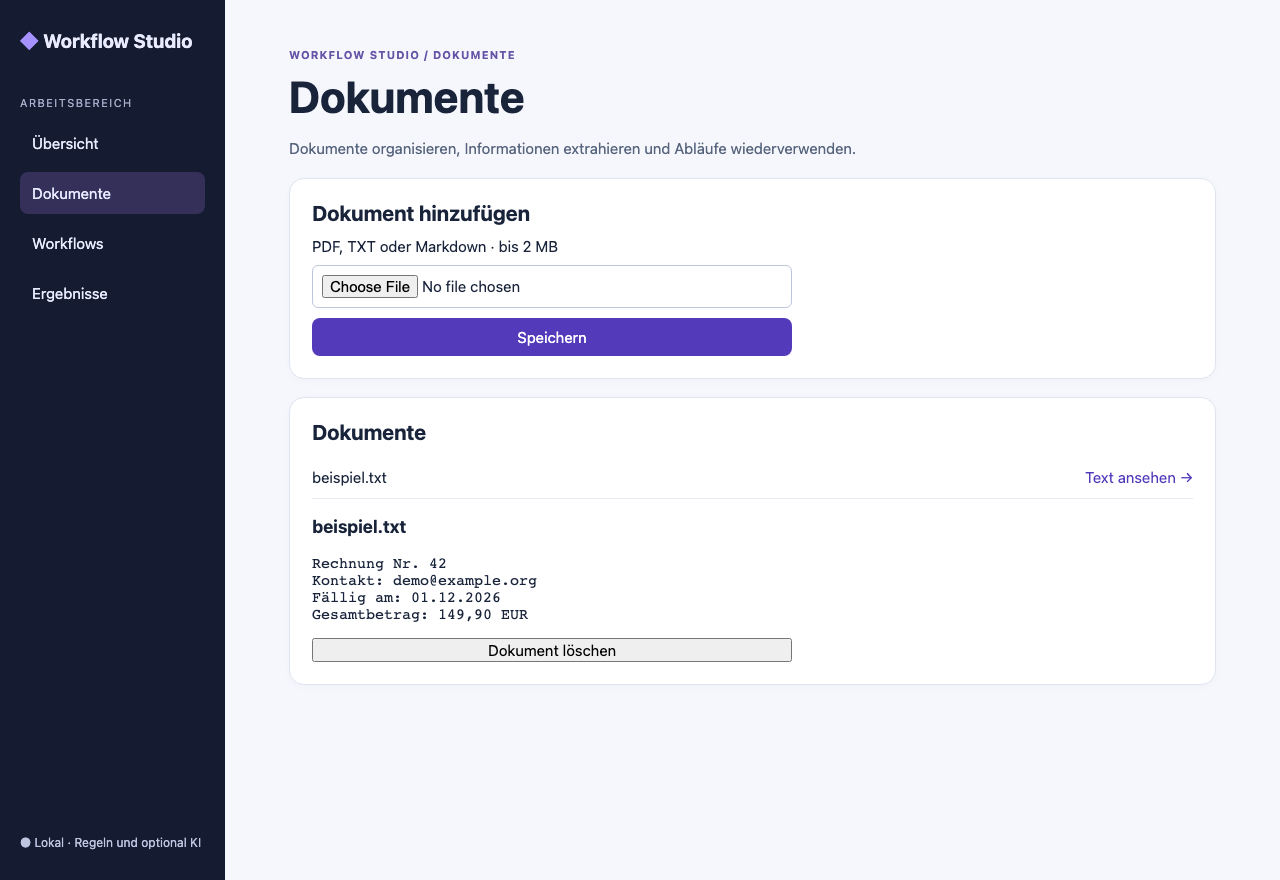 Workflow Studio
ARBEITSBEREICH
Übersicht
Dokumente
Workflows
Ergebnisse
Lokal · Regeln und optional KI
WORKFLOW STUDIO / DOKUMENTE
Dokumente
Dokumente organisieren, Informationen extrahieren und Abläufe wiederverwenden.
Dokument hinzufügen
PDF, TXT oder Markdown · bis 2 MB
Choose File No file chosen
Speichern
Dokumente
beispiel.txt Text ansehen →
beispiel.txt
Rechnung Nr. 42
Kontakt: demo@example.org
Fällig am: 01.12.2026
Gesamtbetrag: 149,90 EUR
Dokument löschen